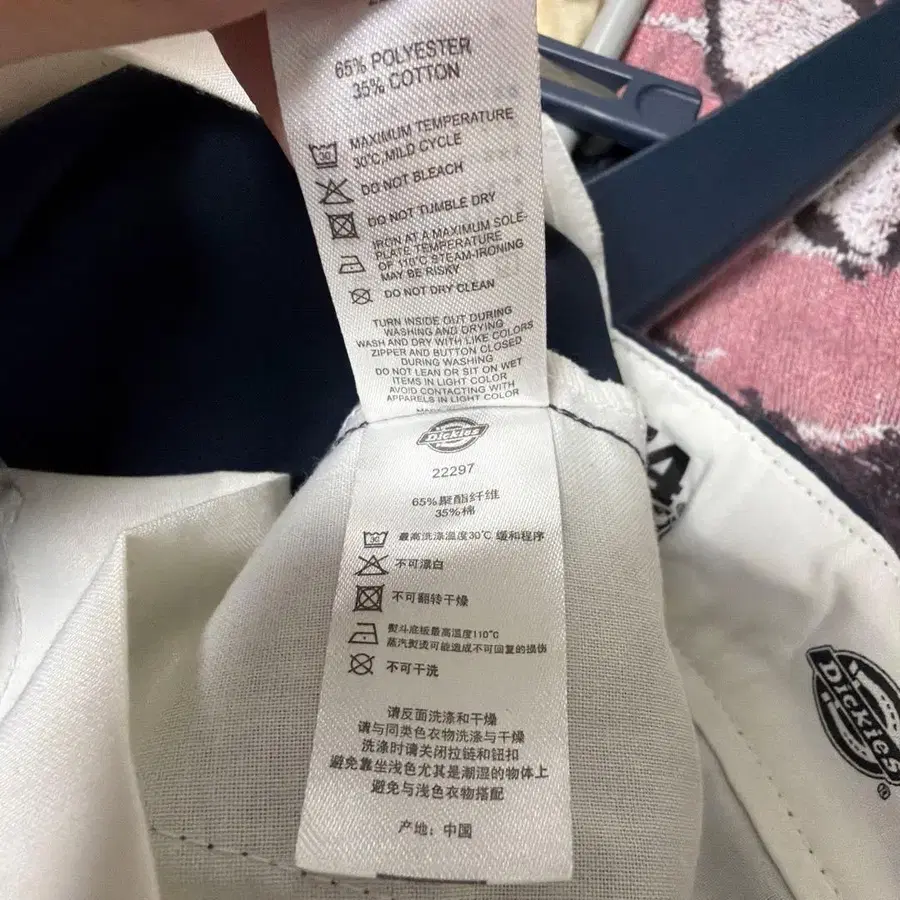 65% POLYESTER
35% COTTON
30
MAXIMUM TEMPERATURE
30°C,MILD CYCLE
DO NOT BLEACH
DO NOT TUMBLE DRY
IRON AT A MAXIMUM SOLE-
PLATE TEMPERATURE
OF 110°C STEAM-IRONING
MAY BE RISKY
DO NOT DRY CLEAN
TURN INSIDE OUT DURING
WASHING AND DRYING
WASH AND DRY WITH LIKE COLORS
ZIPPER AND BUTTON CLOSED
DURING WASHING
DO NOT LEAN OR SIT ON WET
ITEMS IN LIGHT COLOR
AVOID CONTACTING WITH
APPARELS IN LIGHT COLOR
Dickies
22297
65%聚酯纤维
35%棉
30
最高洗涤温度30°C 缓和程序
不可漂白
不可翻转干燥
熨斗底板最高温度110°C
蒸汽熨烫可能造成不可回复的损伤
不可干洗
请反面洗涤和干燥
请与同类色衣物洗涤与干燥
洗涤时请关闭拉链和钮扣
避免靠坐浅色尤其是潮湿的物体上
避免与浅色衣物搭配
产地：中国
Dickies
®